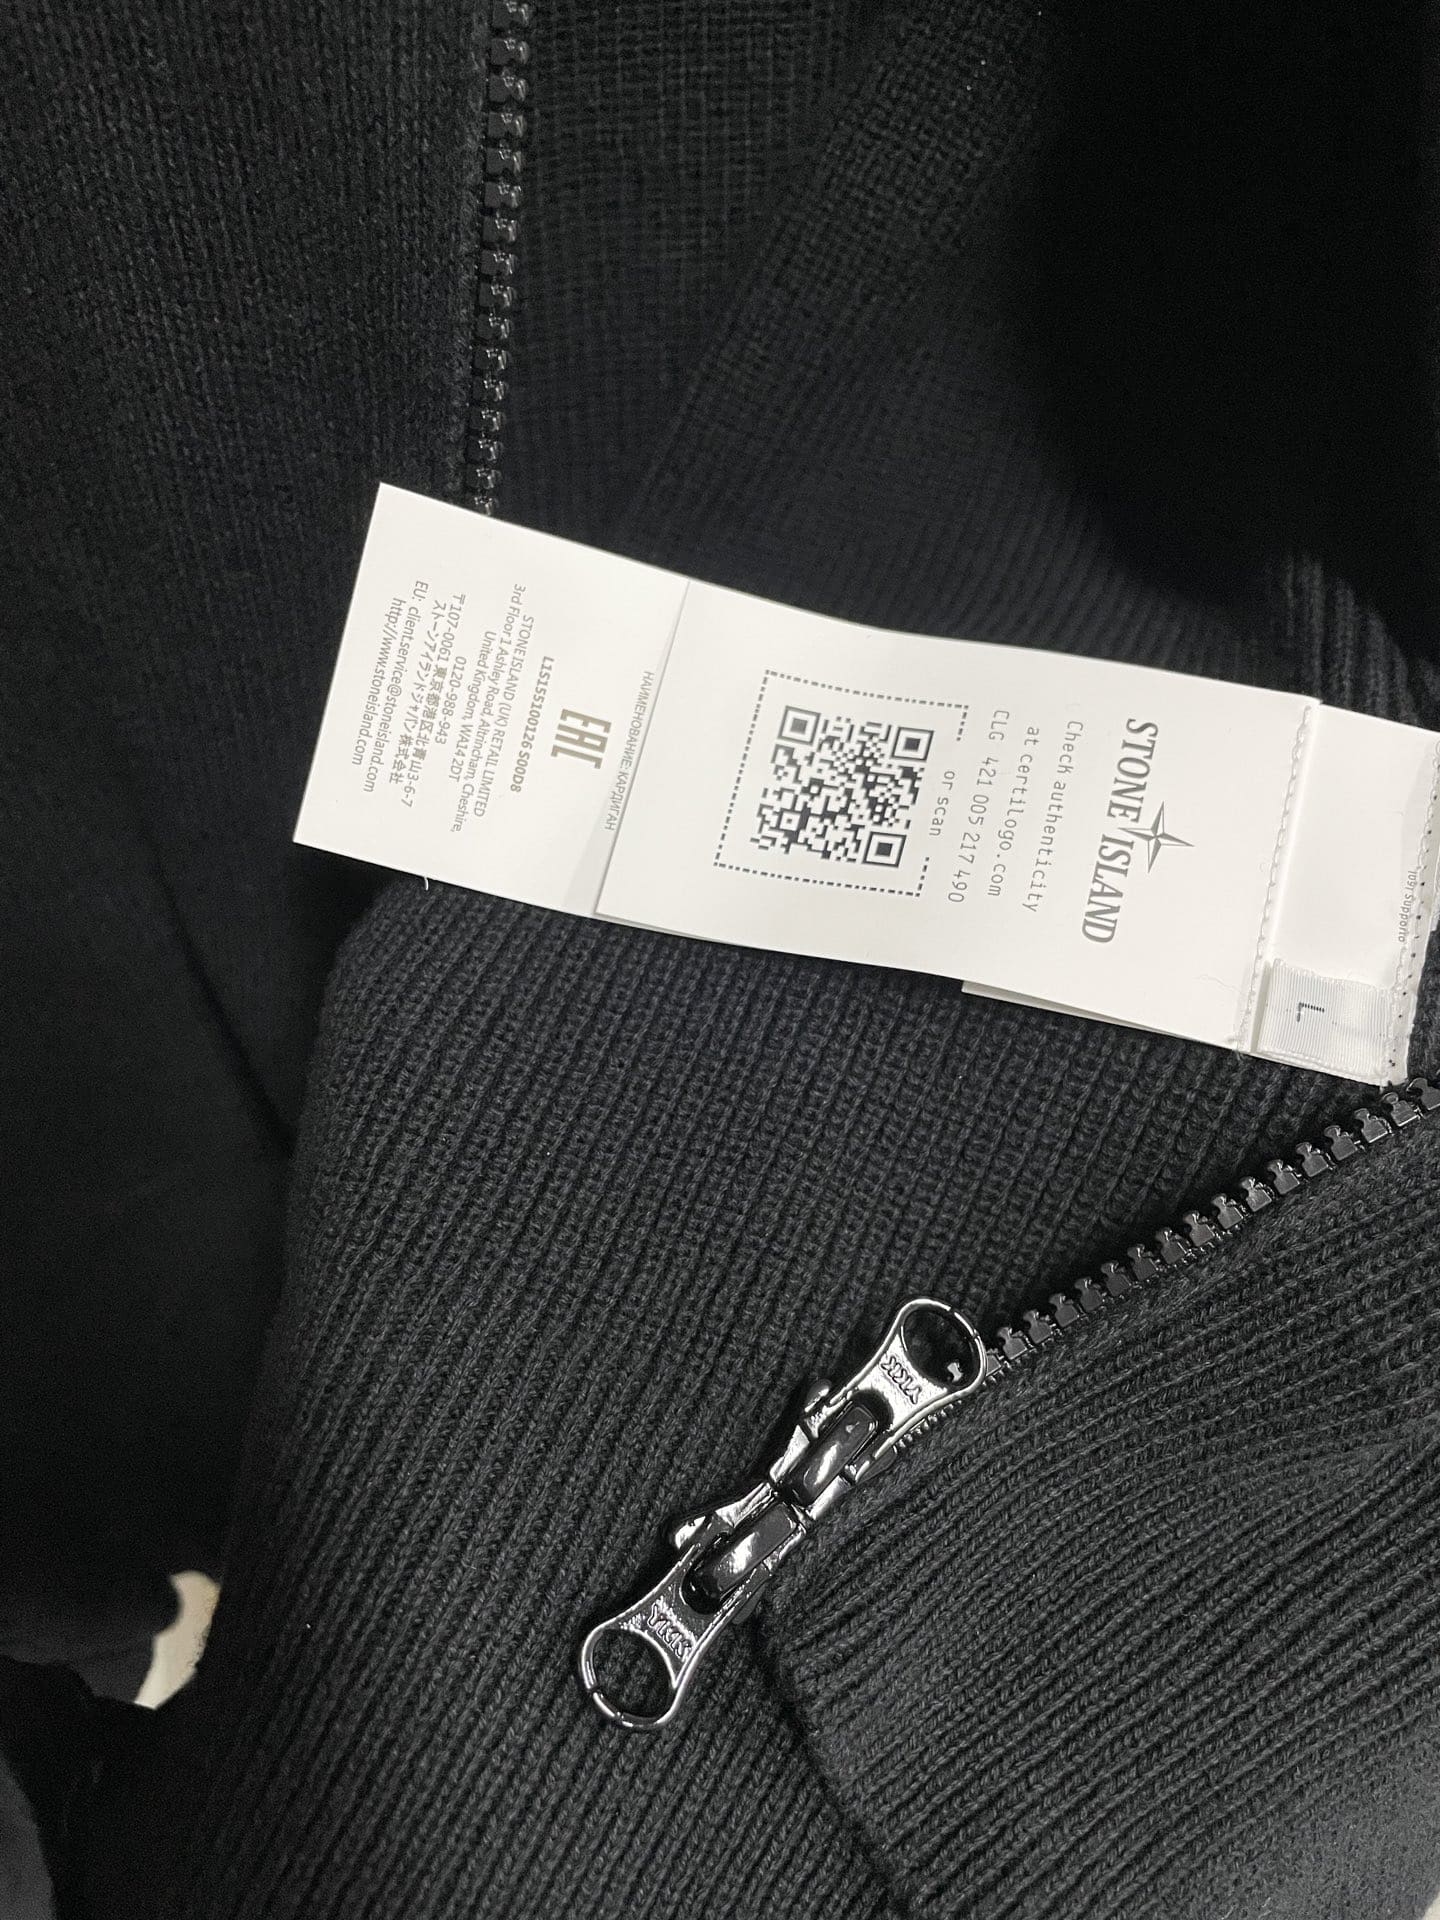 STONE ISLAND
Check authenticity
at certilogo.com
CLG 421 005 217 490
or scan
НАИМЕНОВАНИЕ:КАРДИГАН
EAC
L1S155100126 S00D8
STONE ISLAND (UK) RETAIL LIMITED
3rd Floor 1 Ashley Road, Altrincham, Cheshire,
United Kingdom, WA14 2DT
0120-988-943
〒107-0061 東京都港区北青山3-6-7
ストーンアイランドジャパン株式会社
EU: client.service@stoneisland.com
http://www.stoneisland.com
L
YKK
YKK